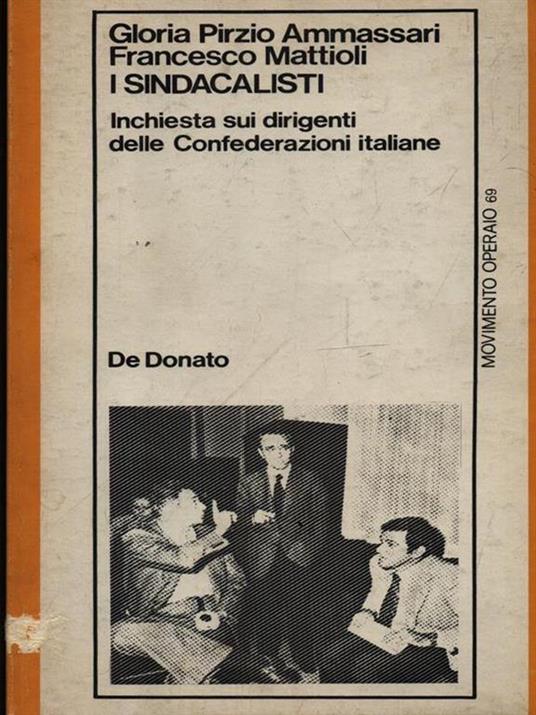 Gloria Pirzio Ammassari
Francesco Mattioli
I SINDACALISTI
Inchiesta sui dirigenti
delle Confederazioni italiane
De Donato
MOVIMENTO OPERAIO 69